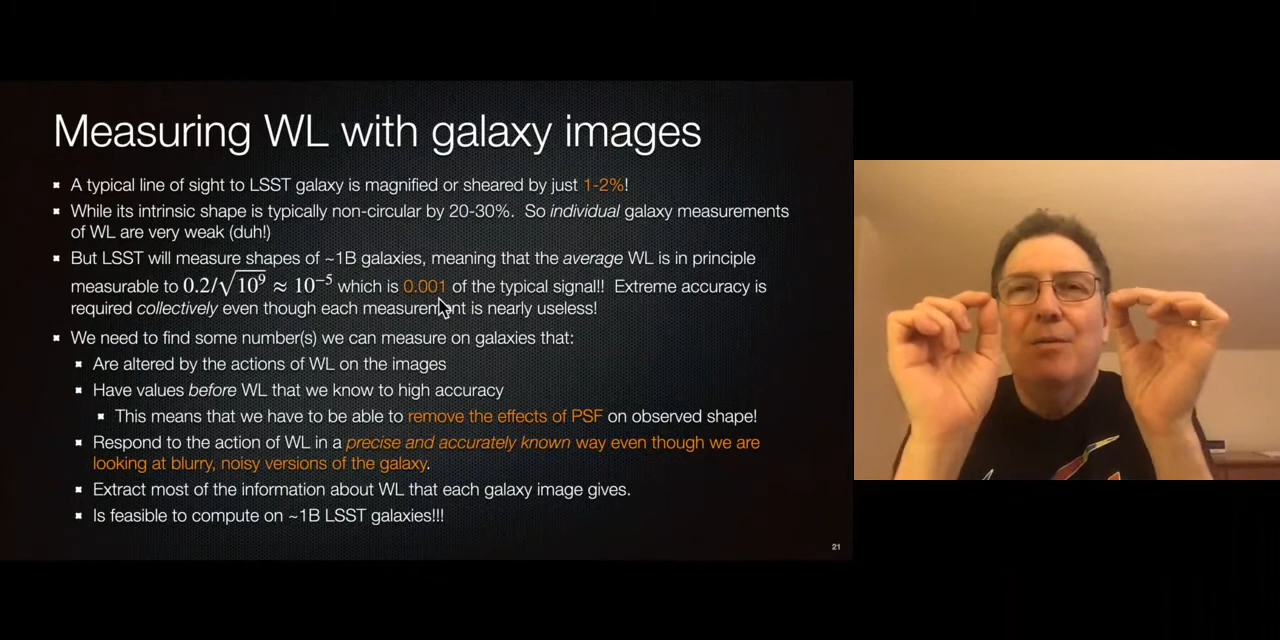 Measuring WL with galaxy images
A typical line of sight to LSST galaxy is magnified or sheared by just 1-2%!
While its intrinsic shape is typically non-circular by 20-30%. So individual galaxy measurements
of WL are very weak (duh!)
But LSST will measure shapes of ~1B galaxies, meaning that the average WL is in principle
measurable to 0.2/√10⁹ ≈ 10⁻⁵ which is 0.001 of the typical signal!! Extreme accuracy is
required collectively even though each measurement is nearly useless!
We need to find some number(s) we can measure on galaxies that:
Are altered by the actions of WL on the images
Have values before WL that we know to high accuracy
This means that we have to be able to remove the effects of PSF on observed shape!
Respond to the action of WL in a precise and accurately known way even though we are
looking at blurry, noisy versions of the galaxy.
Extract most of the information about WL that each galaxy image gives.
Is feasible to compute on ~1B LSST galaxies!!!
21